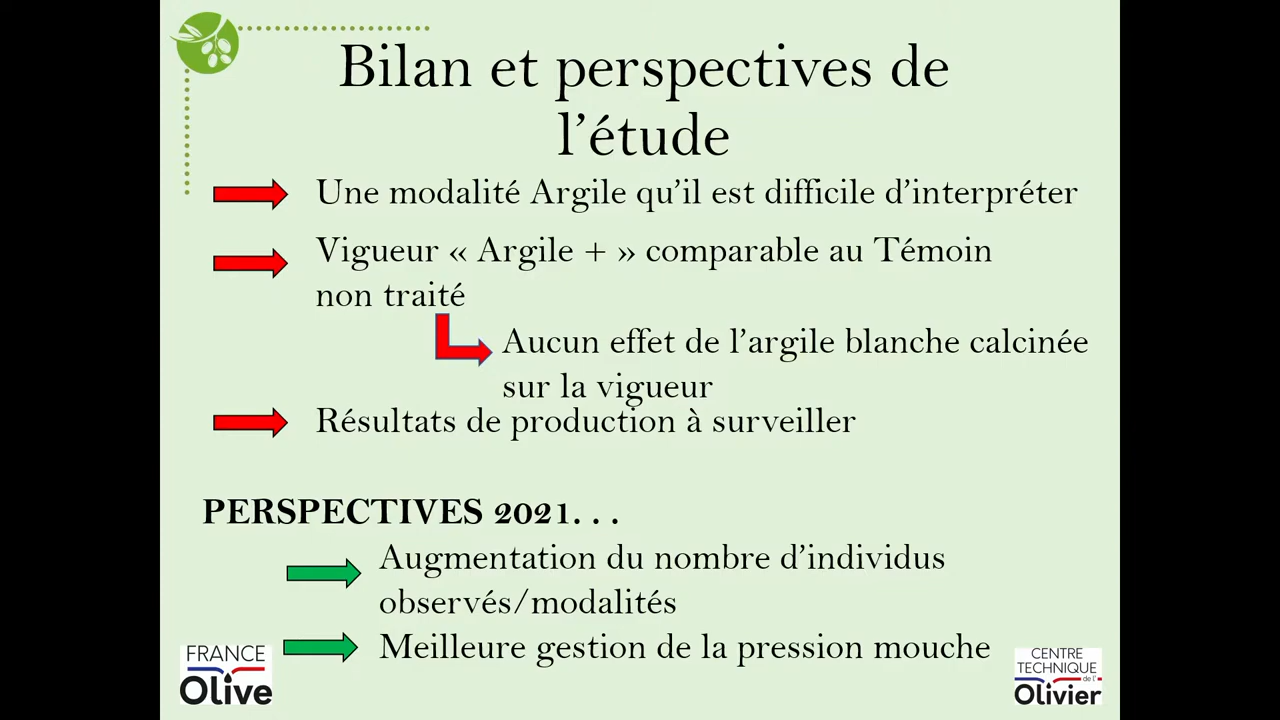 Bilan et perspectives de
l’étude
Une modalité Argile qu’il est difficile d’interpréter
Vigueur « Argile + » comparable au Témoin
non traité
Aucun effet de l’argile blanche calcinée
sur la vigueur
Résultats de production à surveiller
PERSPECTIVES 2021. . .
Augmentation du nombre d’individus
observés/modalités
Meilleure gestion de la pression mouche
FRANCE
Olive
CENTRE
TECHNIQUE
de l'
Olivier